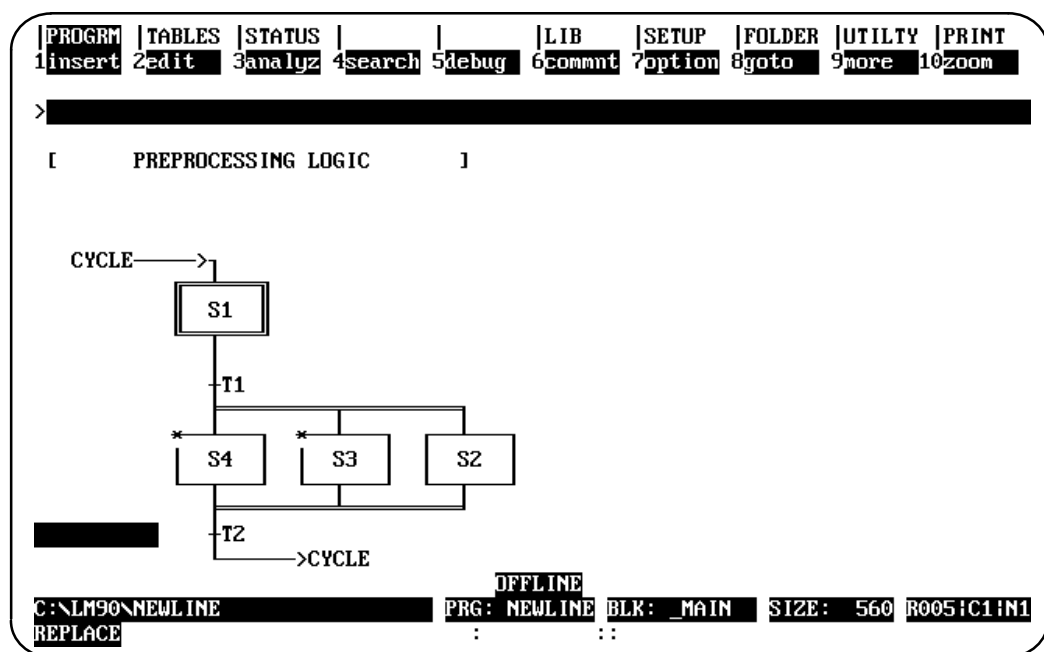 |PROGRM |TABLES |STATUS | | |LIB |SETUP |FOLDER |UTILTY |PRINT
1insert 2edit 3analyz 4search 5debug 6commnt 7option 8goto 9more 10zoom
>
[ PREPROCESSING LOGIC ]
CYCLE
S1
T1
S4 S3 S2
T2
>CYCLE
OFFLINE
C:\LM90\NEWLINE PRG: NEWLINE BLK: _MAIN SIZE: 560 R005¦C1¦N1
REPLACE : ::